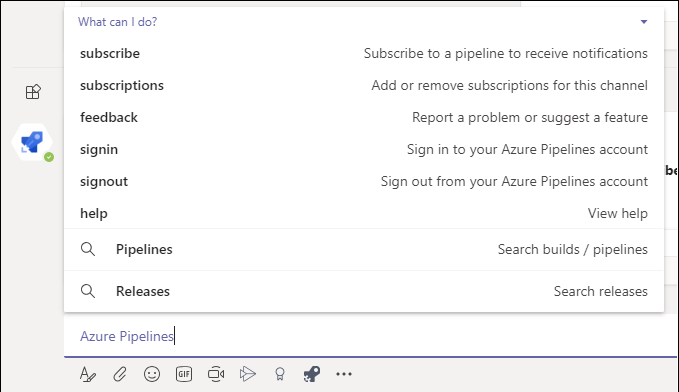 What can I do?
subscribe Subscribe to a pipeline to receive notifications
subscriptions Add or remove subscriptions for this channel
feedback Report a problem or suggest a feature
signin Sign in to your Azure Pipelines account
signout Sign out from your Azure Pipelines account
help View help
Pipelines Search builds / pipelines
Releases Search releases
Azure Pipelines
GIF